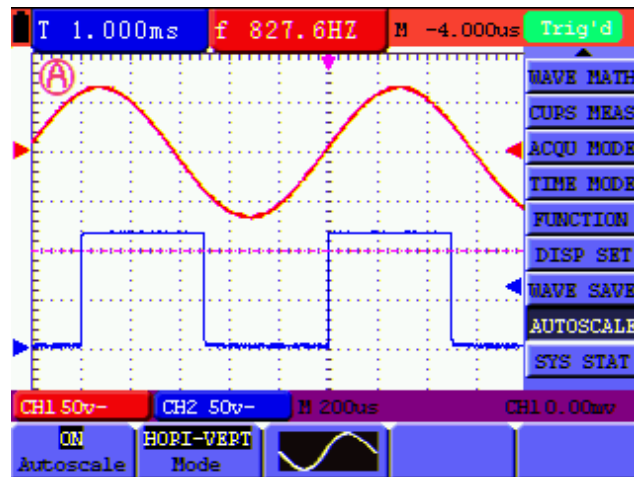 T 1.000ms f 827.6HZ M -4.000us Trig'd
A
WAVE MATH
CUPS MEAS
ACQU MODE
TIME MODE
FUNCTION
DISP SET
WAVE SAVE
AUTOSCALE
SYS STAT
CH1 50v~ CH2 50v~ M 200us CH1 0.00mv
ON HORI-VERT
Autoscale Mode